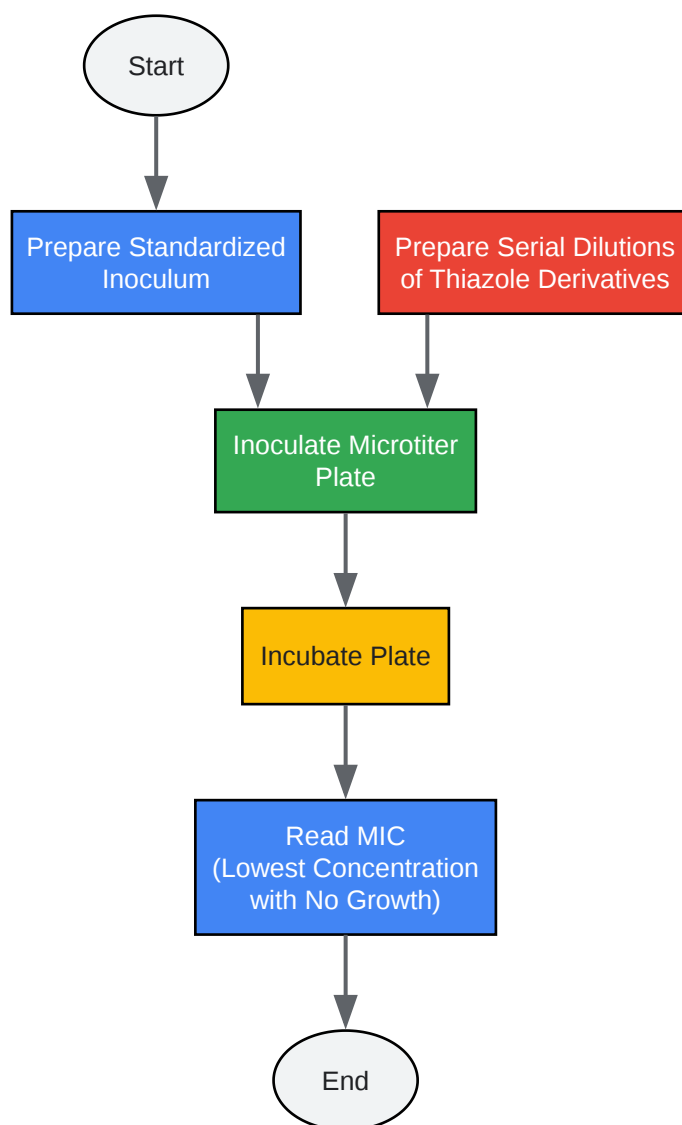 Start
Prepare Standardized
Inoculum
Prepare Serial Dilutions
of Thiazole Derivatives
Inoculate Microtiter
Plate
Incubate Plate
Read MIC
(Lowest Concentration
with No Growth)
End